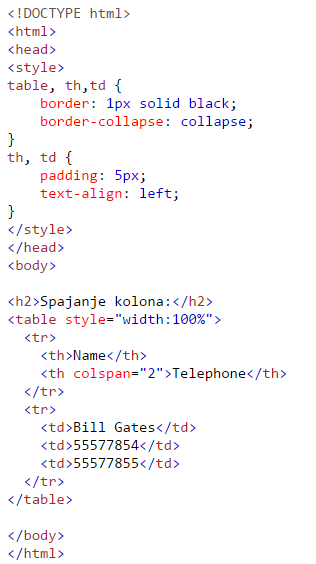 <!DOCTYPE html>
<html>
<head>
<style>
table, th,td {
    border: 1px solid black;
    border-collapse: collapse;
}
th, td {
    padding: 5px;
    text-align: left;
}
</style>
</head>
<body>

<h2>Spajanje kolona:</h2>
<table style="width:100%">
  <tr>
    <th>Name</th>
    <th colspan="2">Telephone</th>
  </tr>
  <tr>
    <td>Bill Gates</td>
    <td>55577854</td>
    <td>55577855</td>
  </tr>
</table>

</body>
</html>